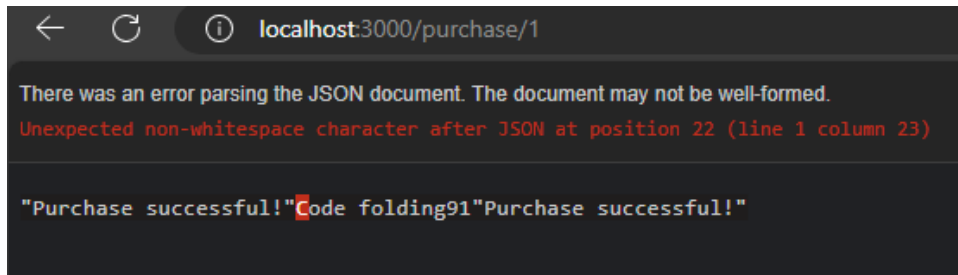 localhost:3000/purchase/1
There was an error parsing the JSON document. The document may not be well-formed.
Unexpected non-whitespace character after JSON at position 22 (line 1 column 23)
"Purchase successful!"Code folding91"Purchase successful!"